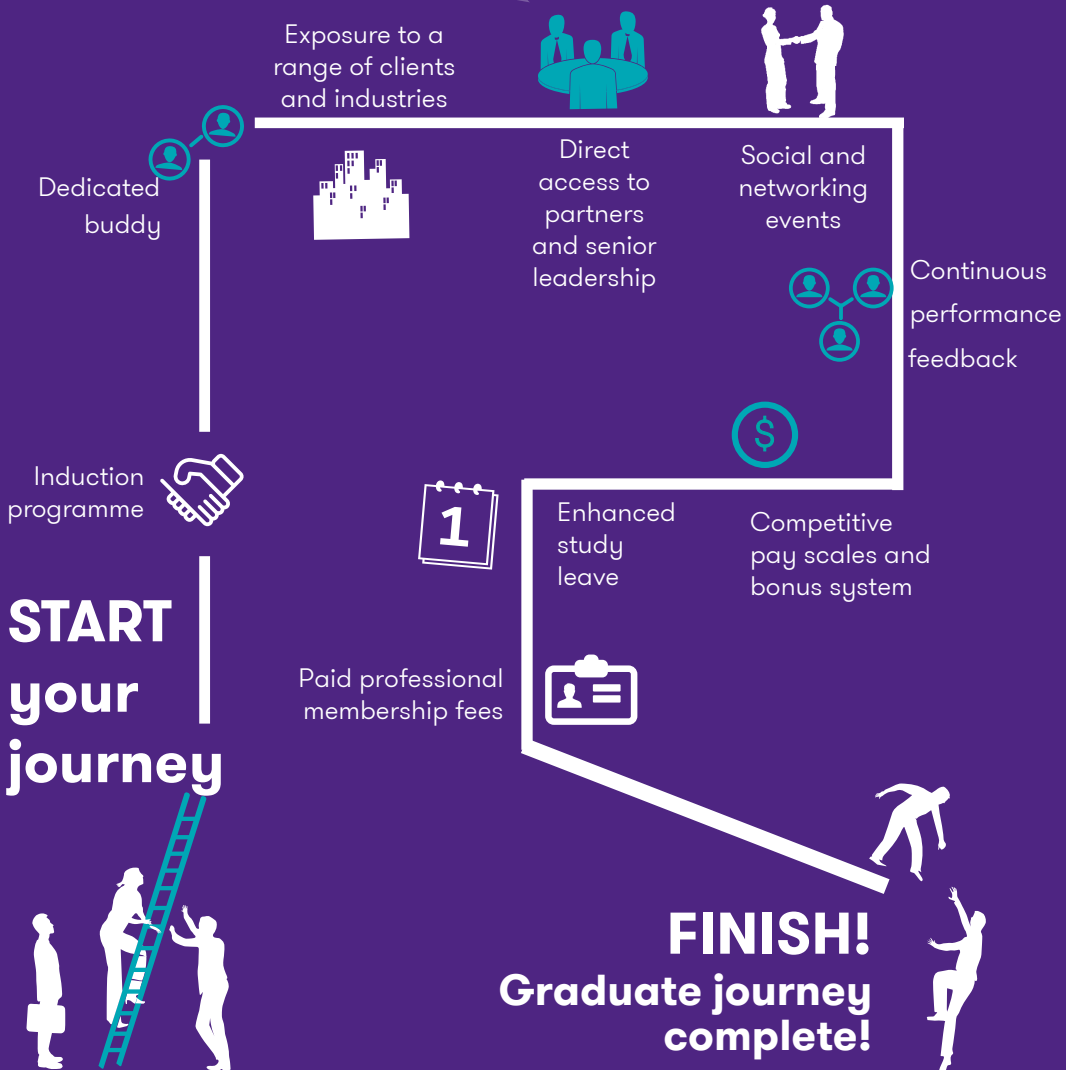 START
your
journey
Induction
programme
Dedicated
buddy
Exposure to a
range of clients
and industries
Direct
access to
partners
and senior
leadership
Social and
networking
events
Continuous
performance
feedback
$
Competitive
pay scales and
bonus system
1
Enhanced
study
leave
Paid professional
membership fees
FINISH!
Graduate journey
complete!